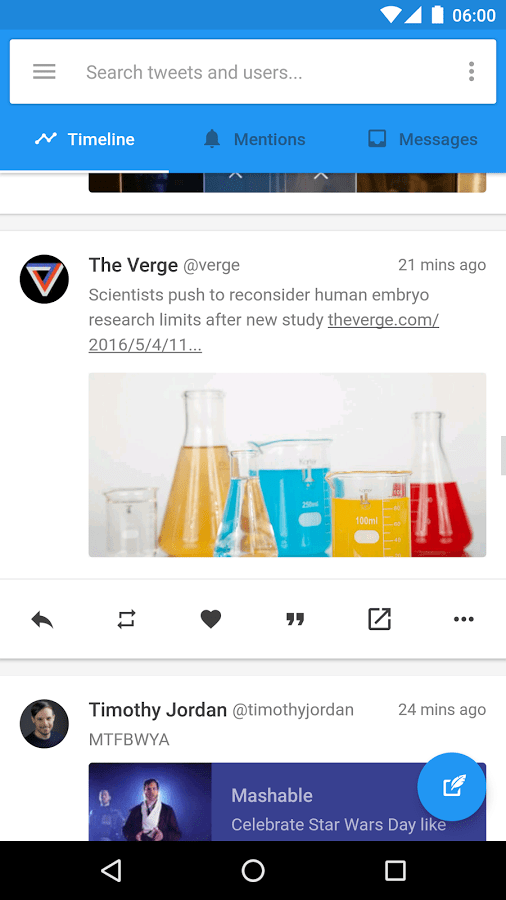 06:00
Search tweets and users...
Timeline
Mentions
Messages
The Verge @verge
21 mins ago
Scientists push to reconsider human embryo
research limits after new study theverge.com/
2016/5/4/11...
250ml
100ml
Timothy Jordan @timothyjordan
24 mins ago
MTFBWYA
Mashable
Celebrate Star Wars Day like